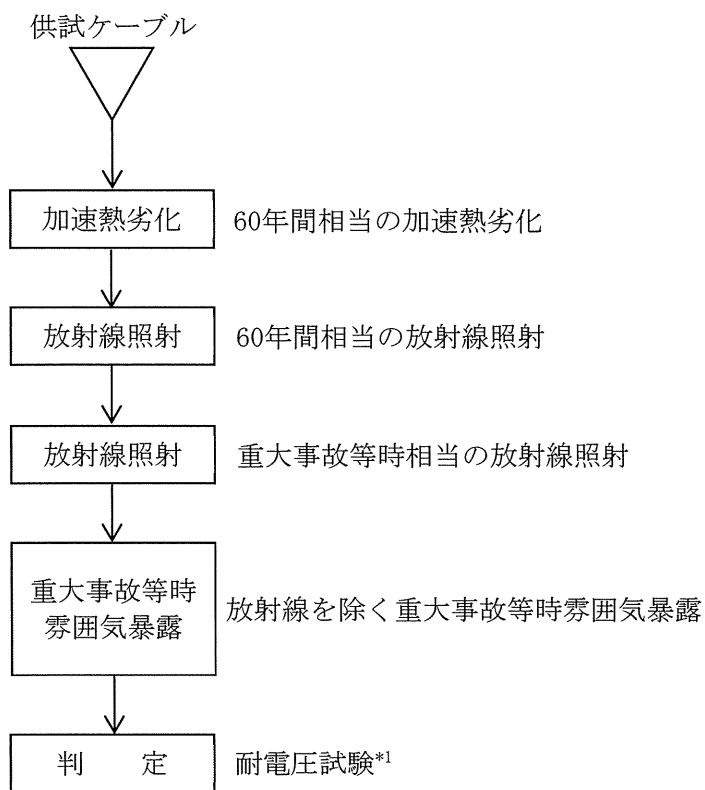 供試ケーブル
加速熱劣化 60年間相当の加速熱劣化
放射線照射 60年間相当の放射線照射
放射線照射 重大事故等時相当の放射線照射
重大事故等時
雰囲気暴露
放射線を除く重大事故等時雰囲気暴露
判 定 耐電圧試験*1